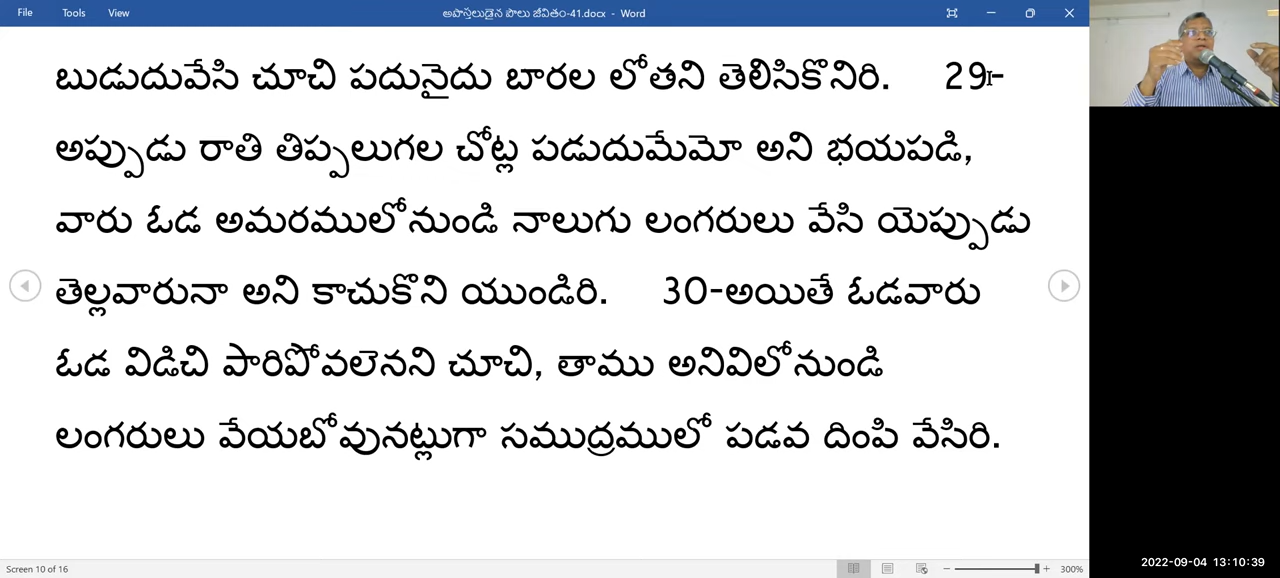 File Tools View అపొస్తలుడైన పౌలు జీవితం-41.docx - Word
బుడుదువేసి చూచి పదునైదు బారల లోతని తెలిసికొనిరి. 29-
అప్పుడు రాతి తిప్పలుగల చోట్ల పడుదుమేమో అని భయపడి,
వారు ఓడ అమరములోనుండి నాలుగు లంగరులు వేసి యెప్పుడు
తెల్లవారునా అని కాచుకొని యుండిరి. 30-అయితే ఓడవారు
ఓడ విడిచి పారిపోవలెనని చూచి, తాము అనివిలోనుండి
లంగరులు వేయబోవునట్లుగా సముద్రములో పడవ దింపి వేసిరి.
Screen 10 of 16 300%
2022-09-04 13:10:39